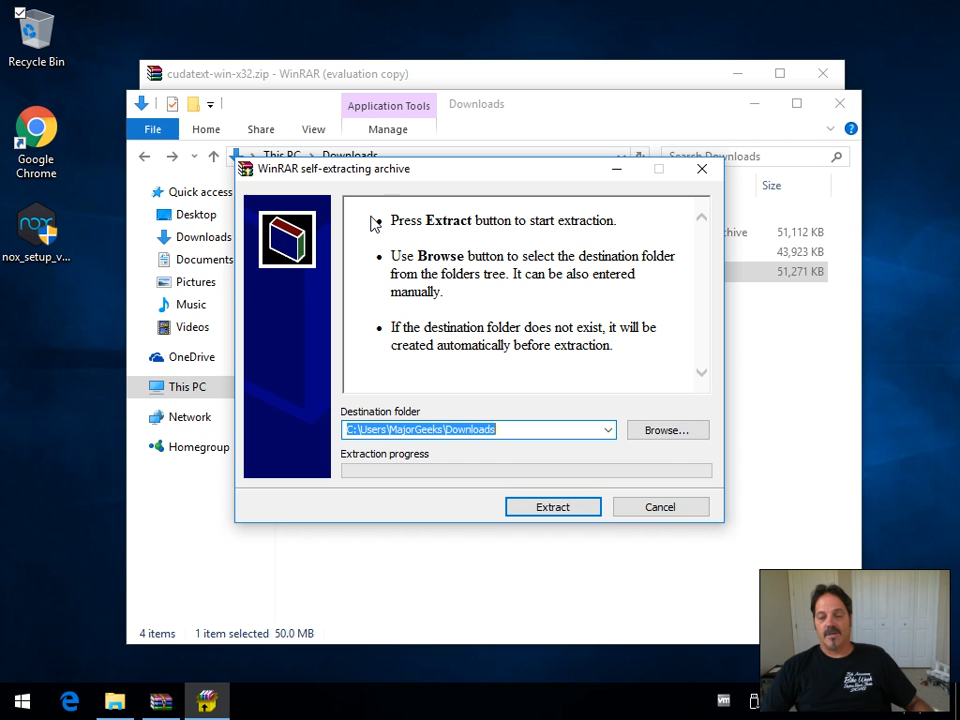 Recycle Bin
Google
Chrome
nox_setup_v...
cudatext-win-x32.zip - WinRAR (evaluation copy)
Application Tools
Downloads
File
Home
Share
View
Manage
This PC
Downloads
Search Downloads
Quick access
Desktop
Downloads
Documents
Pictures
Music
Videos
OneDrive
This PC
Network
Homegroup
Size
51,112 KB
43,923 KB
51,271 KB
WinRAR self-extracting archive
• Press Extract button to start extraction.
• Use Browse button to select the destination folder
from the folders tree. It can be also entered
manually.
• If the destination folder does not exist, it will be
created automatically before extraction.
Destination folder
C:\Users\MajorGeeks\Downloads
Browse...
Extraction progress
Extract
Cancel
4 items
1 item selected 50.0 MB
vm